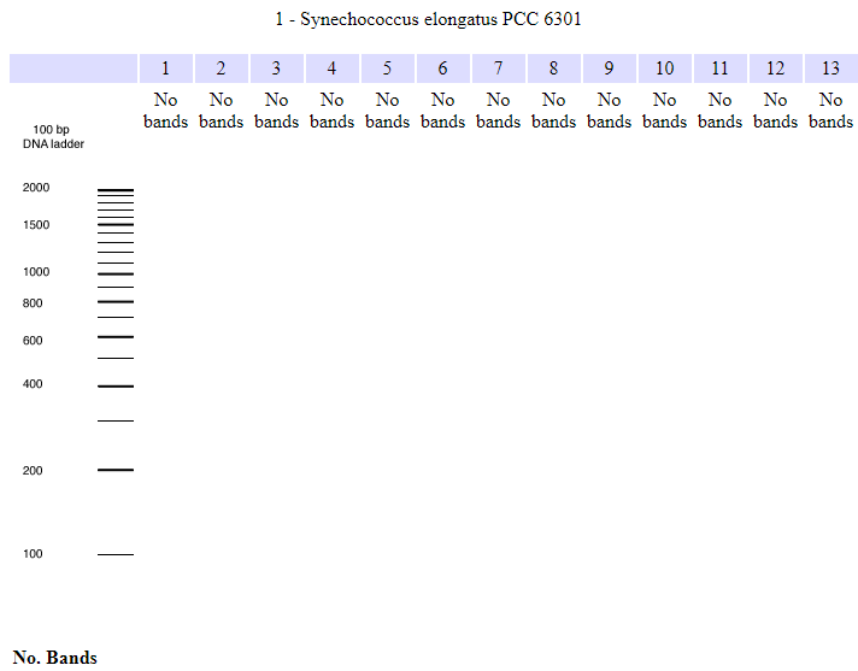 1 - Synechococcus elongatus PCC 6301
1 2 3 4 5 6 7 8 9 10 11 12 13
No No No No No No No No No No No No No
bands bands bands bands bands bands bands bands bands bands bands bands bands
100 bp
DNA ladder
2000
1500
1000
800
600
400
200
100
No. Bands